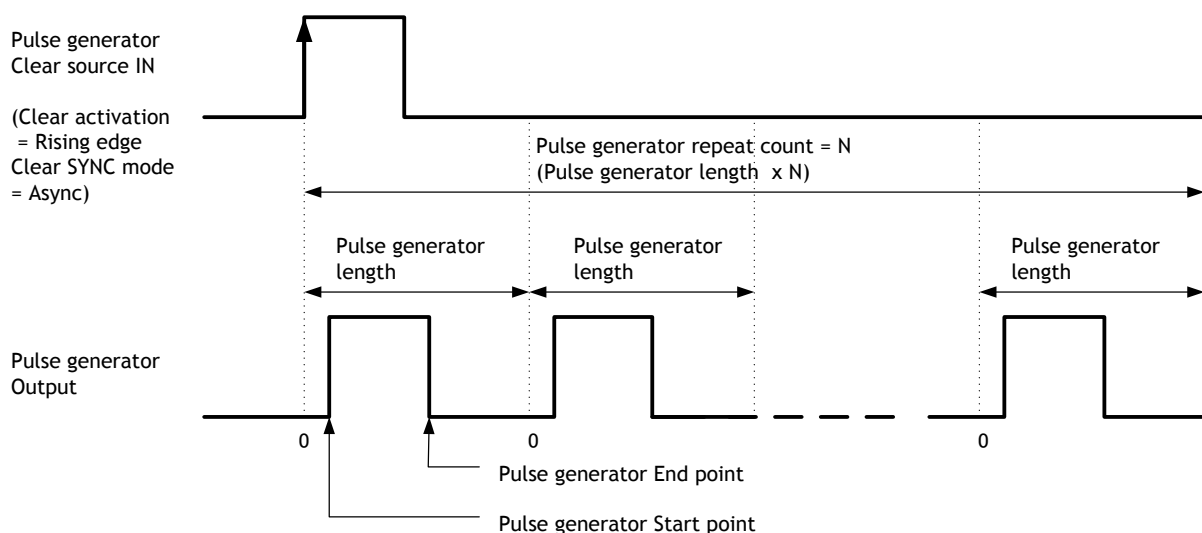 Pulse generator
Clear source IN
(Clear activation
= Rising edge
Clear SYNC mode
= Async)
Pulse generator repeat count = N
(Pulse generator length x N)
Pulse generator
length
Pulse generator
length
Pulse generator
length
Pulse generator
Output
0
0
0
Pulse generator End point
Pulse generator Start point